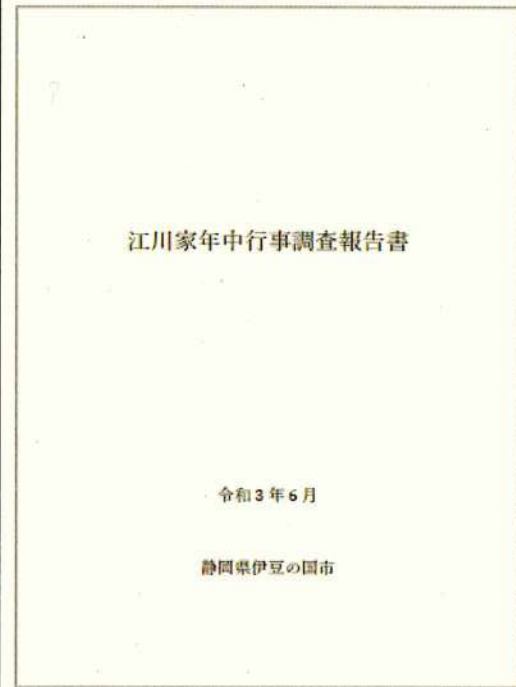 江川家年中行事調査報告書
令和3年6月
静岡県伊豆の国市